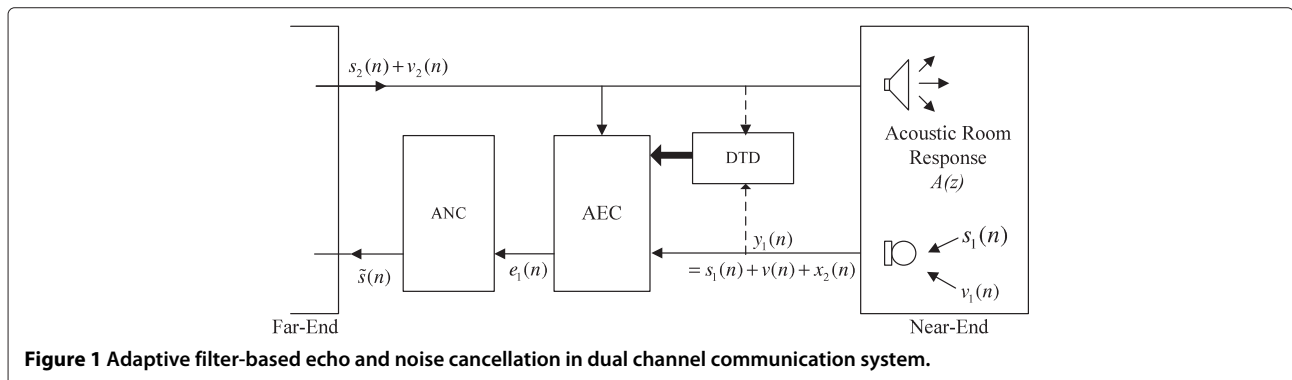 s₂(n) + v₂(n)
Acoustic Room
Response
A(z)
DTD
ANC
AEC
y₁(n)
= s₁(n) + v(n) + x₂(n)
s₁(n)
v₁(n)
e₁(n)
s̃(n)
Far-End
Near-End
Figure 1 Adaptive filter-based echo and noise cancellation in dual channel communication system.